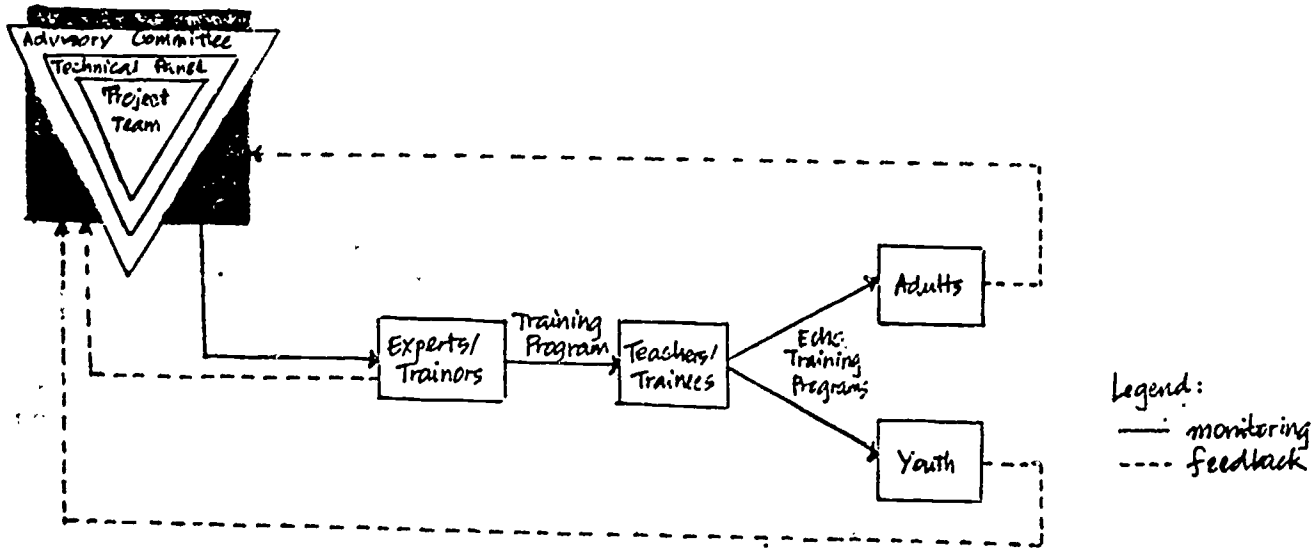 Advisory Committee
Technical Panel
Project
Team
Experts/
Trainors
Training
Program
Teachers/
Trainees
Echo
Training
Programs
Adults
Youth
Legend:
monitoring
feedback